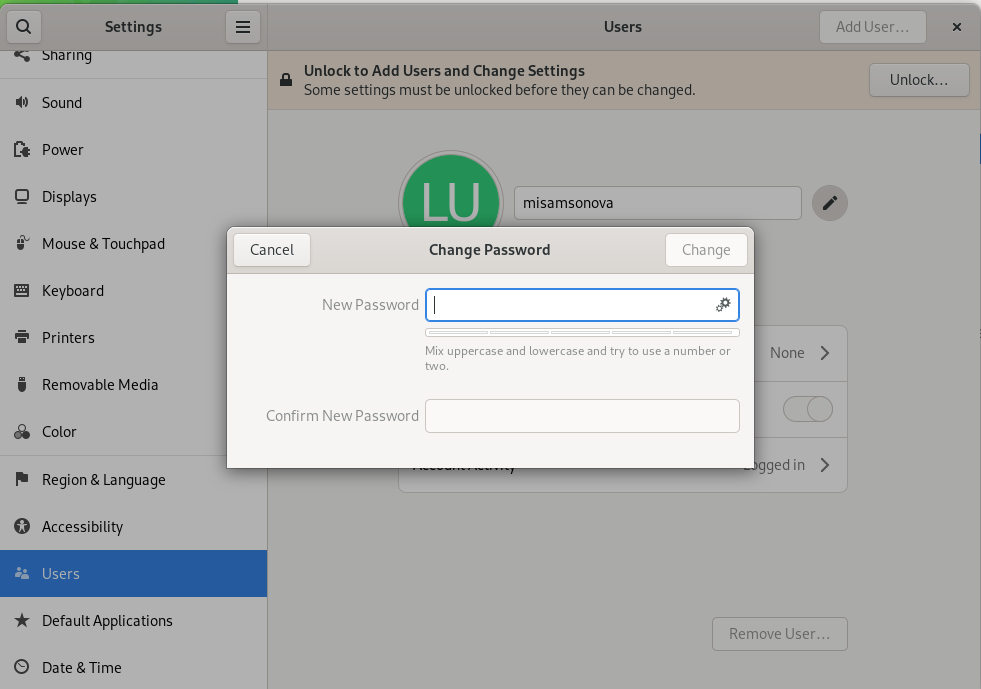 Settings
Users
Add User…
Sharing
Sound
Power
Displays
Mouse & Touchpad
Keyboard
Printers
Removable Media
Color
Region & Language
Accessibility
Users
Default Applications
Date & Time
Unlock to Add Users and Change Settings
Some settings must be unlocked before they can be changed.
Unlock…
LU
misamsonova
Cancel
Change Password
Change
New Password
Mix uppercase and lowercase and try to use a number or
two.
Confirm New Password
None
Account Activity
Logged in
Remove User…